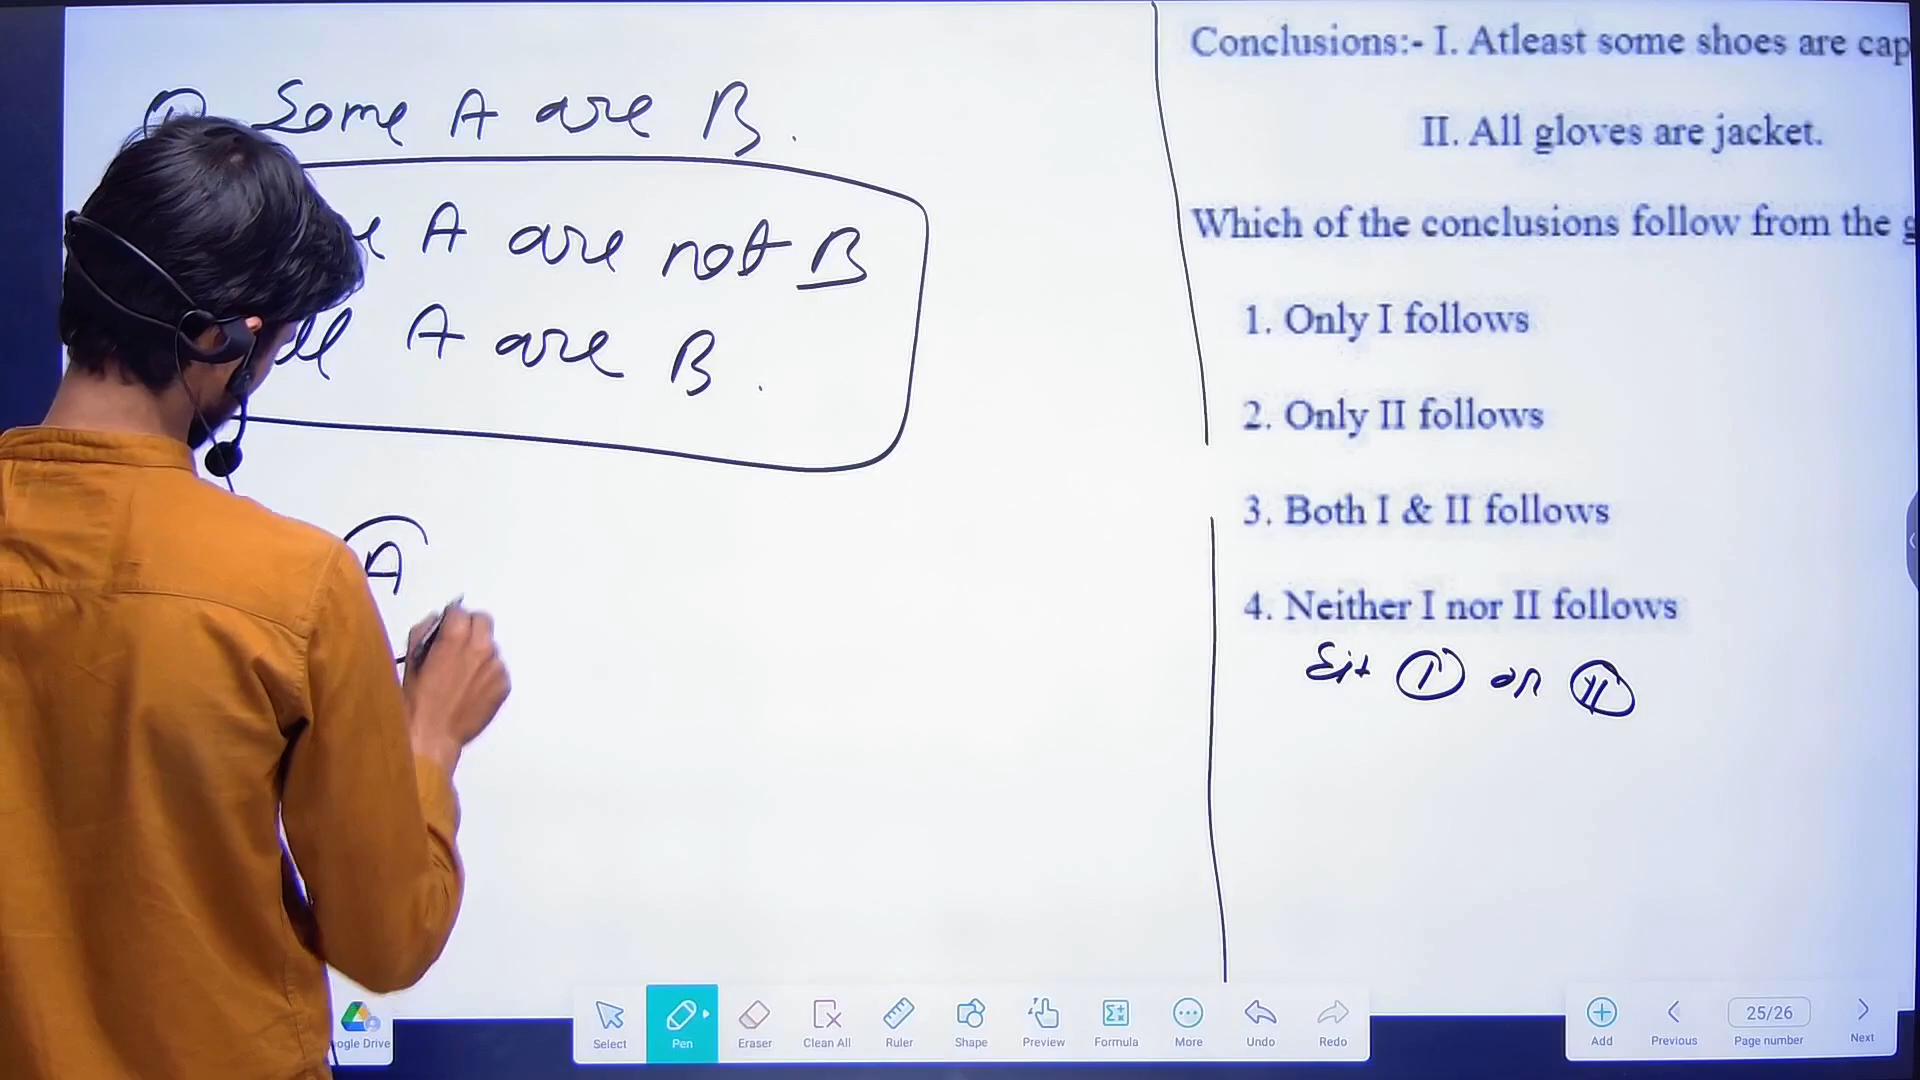 Some A are B.
A are not B
A are B.
A
Conclusions:- I. Atleast some shoes are cap
II. All gloves are jacket.
Which of the conclusions follow from the g
1. Only I follows
2. Only II follows
3. Both I & II follows
4. Neither I nor II follows
I or II
ogle Drive
Select
Pen
Eraser
Clean All
Ruler
Shape
Preview
Formula
More
Undo
Redo
Add
Previous
25/26
Page number
Next